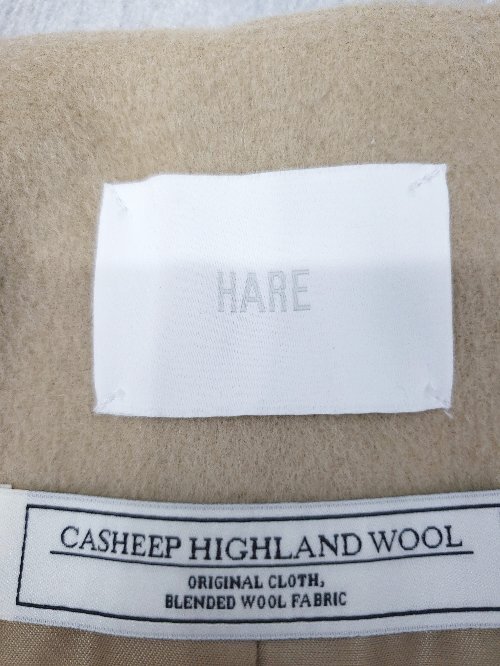 HARE
CASHEEP HIGHLAND WOOL
ORIGINAL CLOTH,
BLENDED WOOL FABRIC